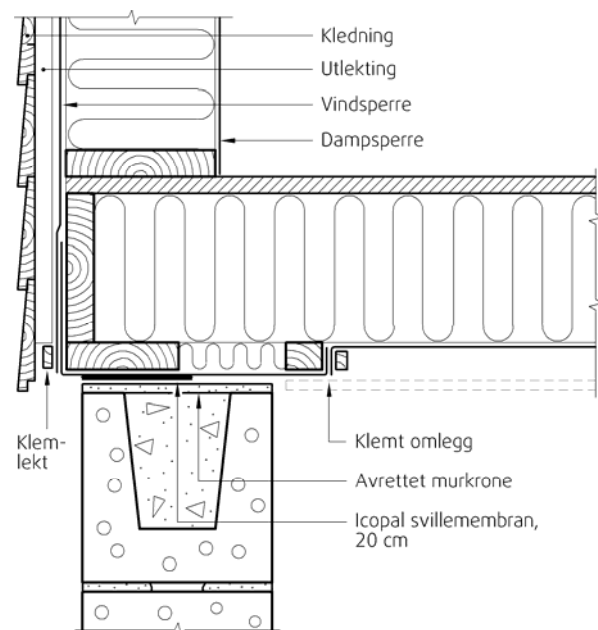 Kledning
Utlekting
Vindsperre
Dampsperre
Klem-
lekt
Klemt omlegg
Avrettet murkrone
Icopal svillemembran,
20 cm